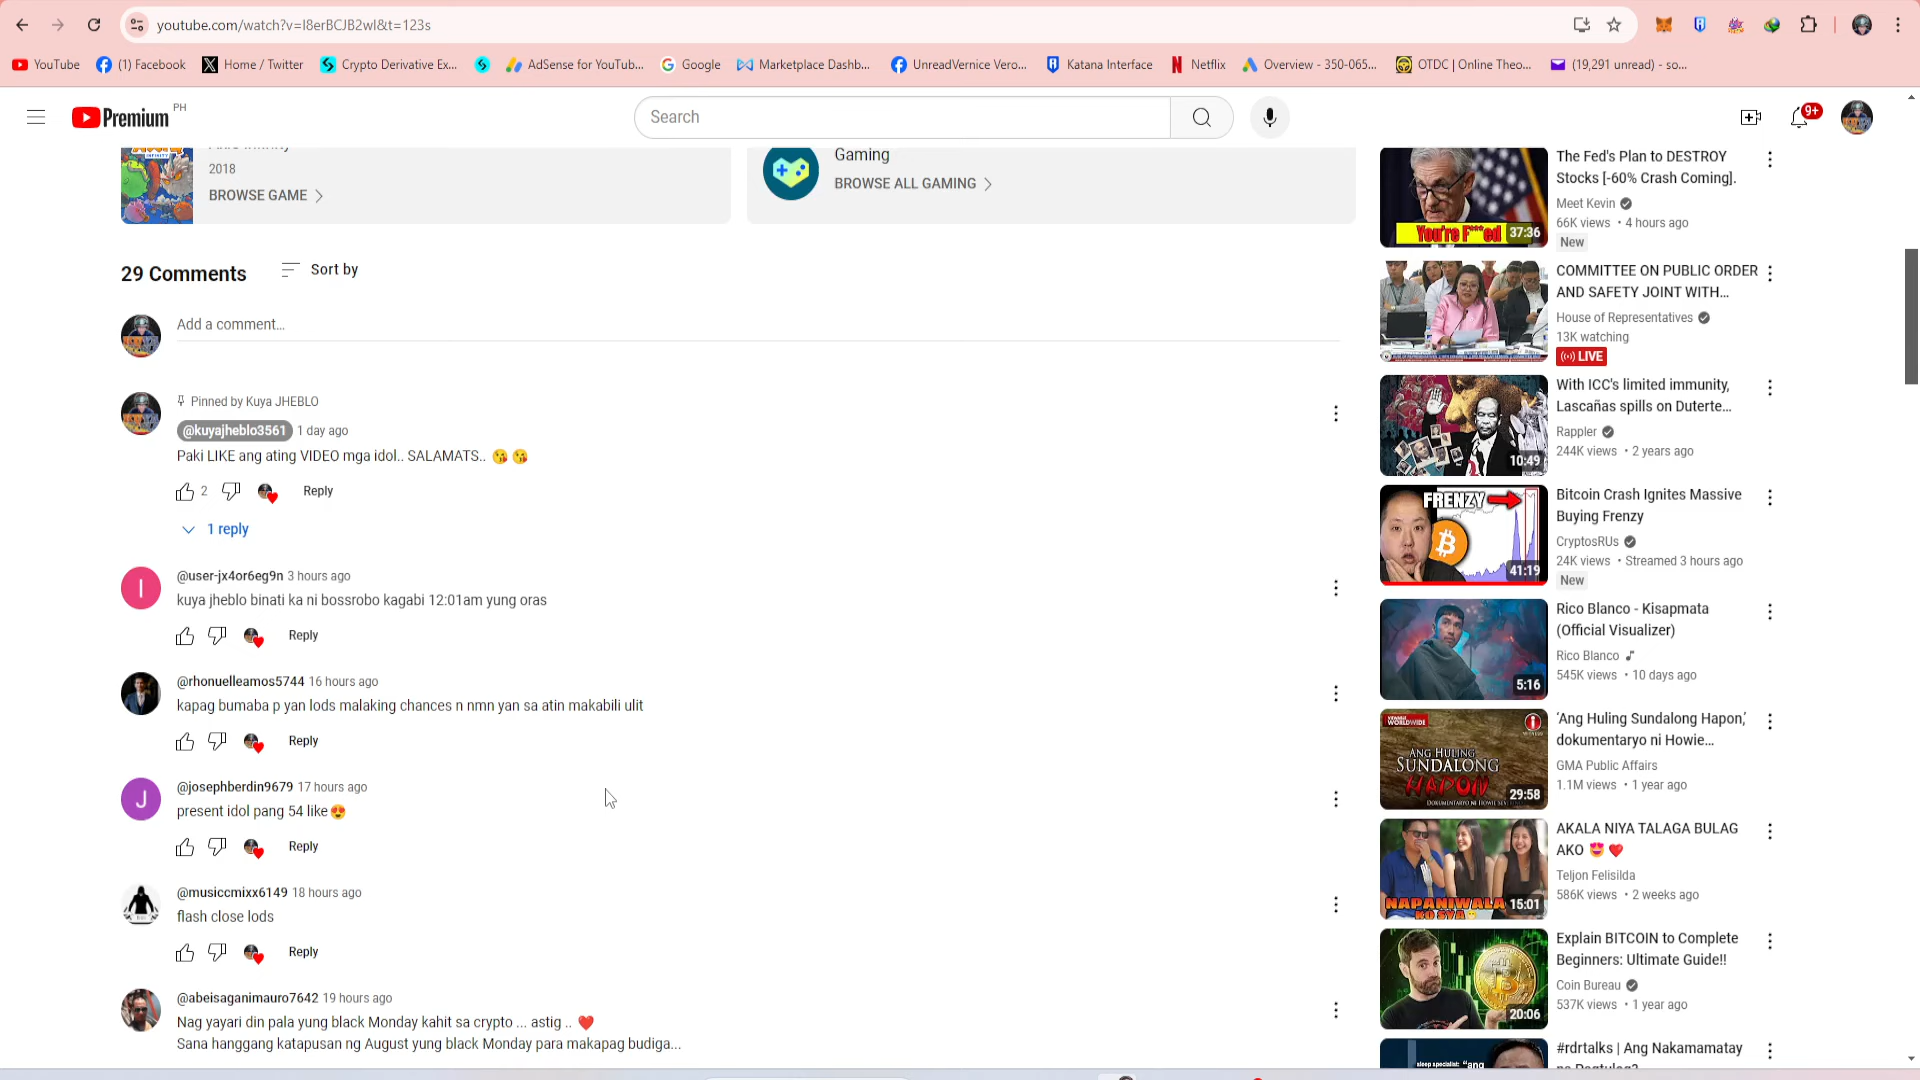 youtube.com/watch?v=I8erBCJB2wI&t=123s
YouTube
(1) Facebook
Home / Twitter
Crypto Derivative Ex...
AdSense for YouTub...
Google
Marketplace Dashb...
UnreadVernice Vero...
Katana Interface
Netflix
Overview - 350-065...
OTDC | Online Theo...
(19,291 unread) - so...
Premium PH
Search
9+
2018
BROWSE GAME
Gaming
BROWSE ALL GAMING
29 Comments
Sort by
Add a comment...
Pinned by Kuya JHEBLO
@kuyajheblo3561 1 day ago
Paki LIKE ang ating VIDEO mga idol.. SALAMATS.. 😘 😘
2
Reply
1 reply
I
@user-jx4or6eg9n 3 hours ago
kuya jheblo binati ka ni bossrobo kagabi 12:01am yung oras
Reply
@rhonuelleamos5744 16 hours ago
kapag bumaba p yan lods malaking chances n nmn yan sa atin makabili ulit
Reply
J
@josephberdin9679 17 hours ago
present idol pang 54 like 😍
Reply
@musiccmixx6149 18 hours ago
flash close lods
Reply
@abeisaganimauro7642 19 hours ago
Nag yayari din pala yung black Monday kahit sa crypto ... astig .. ❤️
Sana hanggang katapusan ng August yung black Monday para makapag budiga...
You're F***ed
37:36
The Fed's Plan to DESTROY
Stocks [-60% Crash Coming].
Meet Kevin
66K views • 4 hours ago
New
COMMITTEE ON PUBLIC ORDER
AND SAFETY JOINT WITH...
House of Representatives
13K watching
LIVE
10:49
With ICC's limited immunity,
Lascañas spills on Duterte...
Rappler
244K views • 2 years ago
FRENZY
41:19
Bitcoin Crash Ignites Massive
Buying Frenzy
CryptosRUs
24K views • Streamed 3 hours ago
New
5:16
Rico Blanco - Kisapmata
(Official Visualizer)
Rico Blanco
545K views • 10 days ago
ANG HULING
SUNDALONG
HAPON
29:58
'Ang Huling Sundalong Hapon,'
dokumentaryo ni Howie...
GMA Public Affairs
1.1M views • 1 year ago
NAPANIWALA
KO SYA
15:01
AKALA NIYA TALAGA BULAG
AKO 😍 ❤️
Teljon Felisilda
586K views • 2 weeks ago
20:06
Explain BITCOIN to Complete
Beginners: Ultimate Guide!!
Coin Bureau
537K views • 1 year ago
sleep specialist: "ang
#rdrtalks | Ang Nakamamatay